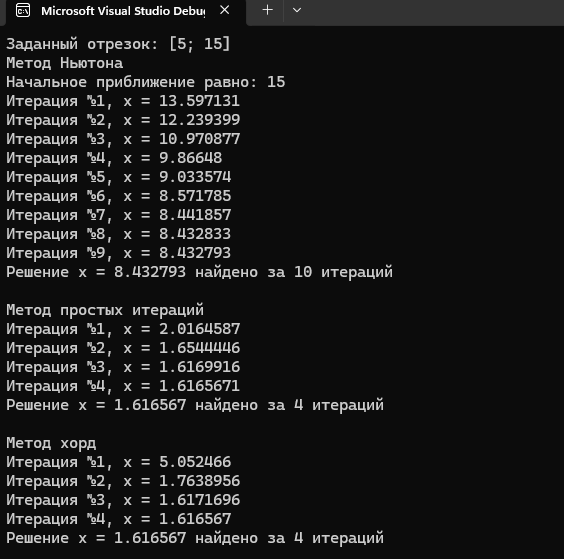 Microsoft Visual Studio Debu
Заданный отрезок: [5; 15]
Метод Ньютона
Начальное приближение равно: 15
Итерация №1, x = 13.597131
Итерация №2, x = 12.239399
Итерация №3, x = 10.970877
Итерация №4, x = 9.86648
Итерация №5, x = 9.033574
Итерация №6, x = 8.571785
Итерация №7, x = 8.441857
Итерация №8, x = 8.432833
Итерация №9, x = 8.432793
Решение x = 8.432793 найдено за 10 итераций
Метод простых итераций
Итерация №1, x = 2.0164587
Итерация №2, x = 1.6544446
Итерация №3, x = 1.6169916
Итерация №4, x = 1.6165671
Решение x = 1.616567 найдено за 4 итераций
Метод хорд
Итерация №1, x = 5.052466
Итерация №2, x = 1.7638956
Итерация №3, x = 1.6171696
Итерация №4, x = 1.616567
Решение x = 1.616567 найдено за 4 итераций